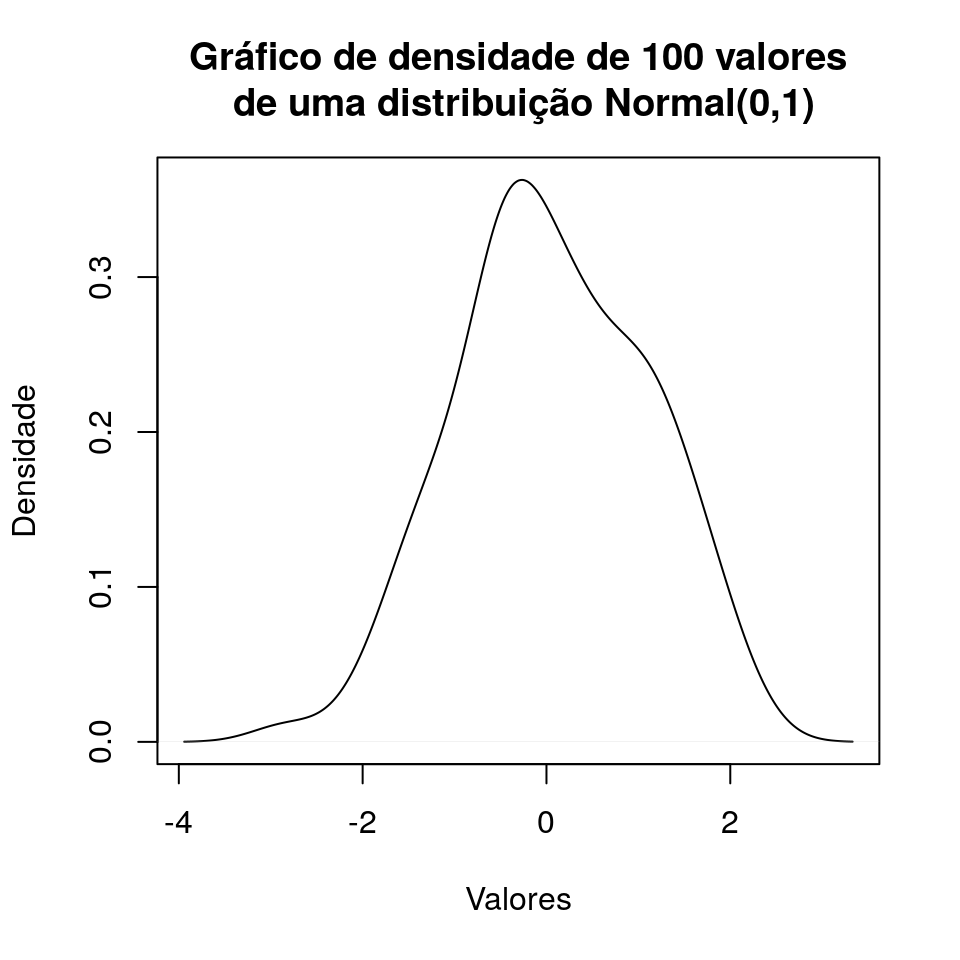 Gráfico de densidade de 100 valores
de uma distribuição Normal(0,1)
Densidade
0.3
0.2
0.1
0.0
-4
-2
0
2
Valores